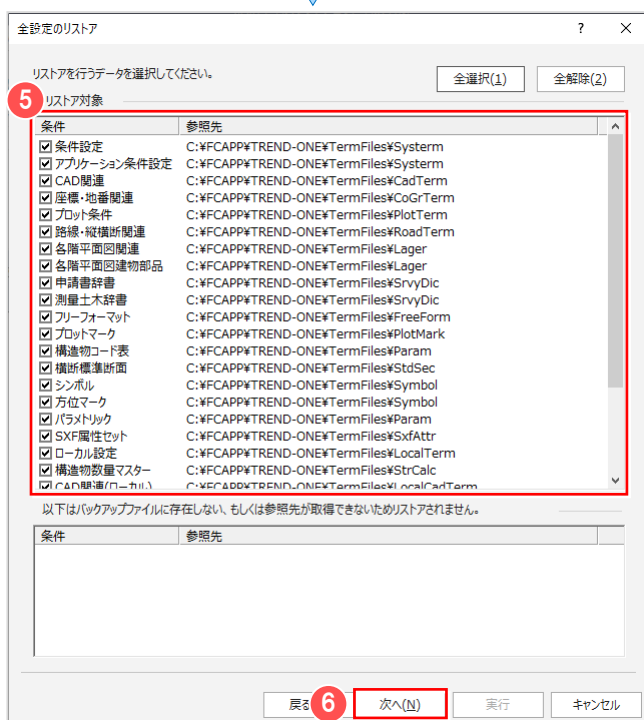 全設定のリストア ? ×
リストアを行うデータを選択してください。
全選択(1) 全解除(2)
5 リストア対象
条件 参照先
条件設定 C:¥FCAPP¥TREND-ONE¥TermFiles¥Systerm
アプリケーション条件設定 C:¥FCAPP¥TREND-ONE¥TermFiles¥Systerm
CAD関連 C:¥FCAPP¥TREND-ONE¥TermFiles¥CadTerm
座標・地番関連 C:¥FCAPP¥TREND-ONE¥TermFiles¥CoGrTerm
プロット条件 C:¥FCAPP¥TREND-ONE¥TermFiles¥PlotTerm
路線・縦横断関連 C:¥FCAPP¥TREND-ONE¥TermFiles¥RoadTerm
各階平面図関連 C:¥FCAPP¥TREND-ONE¥TermFiles¥Lager
各階平面図建物部品 C:¥FCAPP¥TREND-ONE¥TermFiles¥Lager
申請書辞書 C:¥FCAPP¥TREND-ONE¥TermFiles¥SrvyDic
測量土木辞書 C:¥FCAPP¥TREND-ONE¥TermFiles¥SrvyDic
フリーフォーマット C:¥FCAPP¥TREND-ONE¥TermFiles¥FreeForm
プロットマーク C:¥FCAPP¥TREND-ONE¥TermFiles¥PlotMark
構造物コード表 C:¥FCAPP¥TREND-ONE¥TermFiles¥Param
横断標準断面 C:¥FCAPP¥TREND-ONE¥TermFiles¥StdSec
シンボル C:¥FCAPP¥TREND-ONE¥TermFiles¥Symbol
方位マーク C:¥FCAPP¥TREND-ONE¥TermFiles¥Symbol
パラメトリック C:¥FCAPP¥TREND-ONE¥TermFiles¥Param
SXF属性セット C:¥FCAPP¥TREND-ONE¥TermFiles¥SxfAttr
ローカル設定 C:¥FCAPP¥TREND-ONE¥TermFiles¥LocalTerm
構造物数量マスター C:¥FCAPP¥TREND-ONE¥TermFiles¥StrCalc
CAD関連(ローカル) C:¥FCAPP¥TREND-ONE¥TermFiles¥LocalCadTerm
以下はバックアップファイルに存在しない、もしくは参照先が取得できないためリストアされません。
条件 参照先
戻る 6 次へ(N) 実行 キャンセル